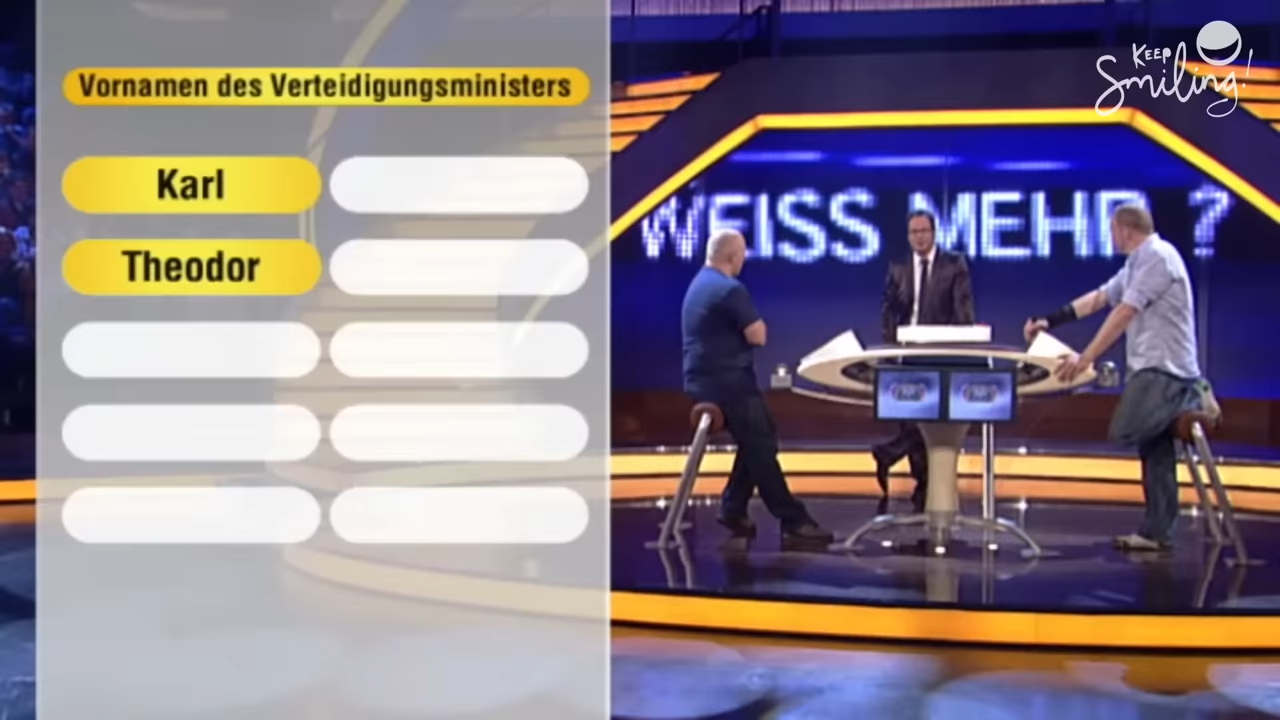 Vornamen des Verteidigungsministers
Karl
Theodor
WEISS MEHR ?
KEEP
Smiling!